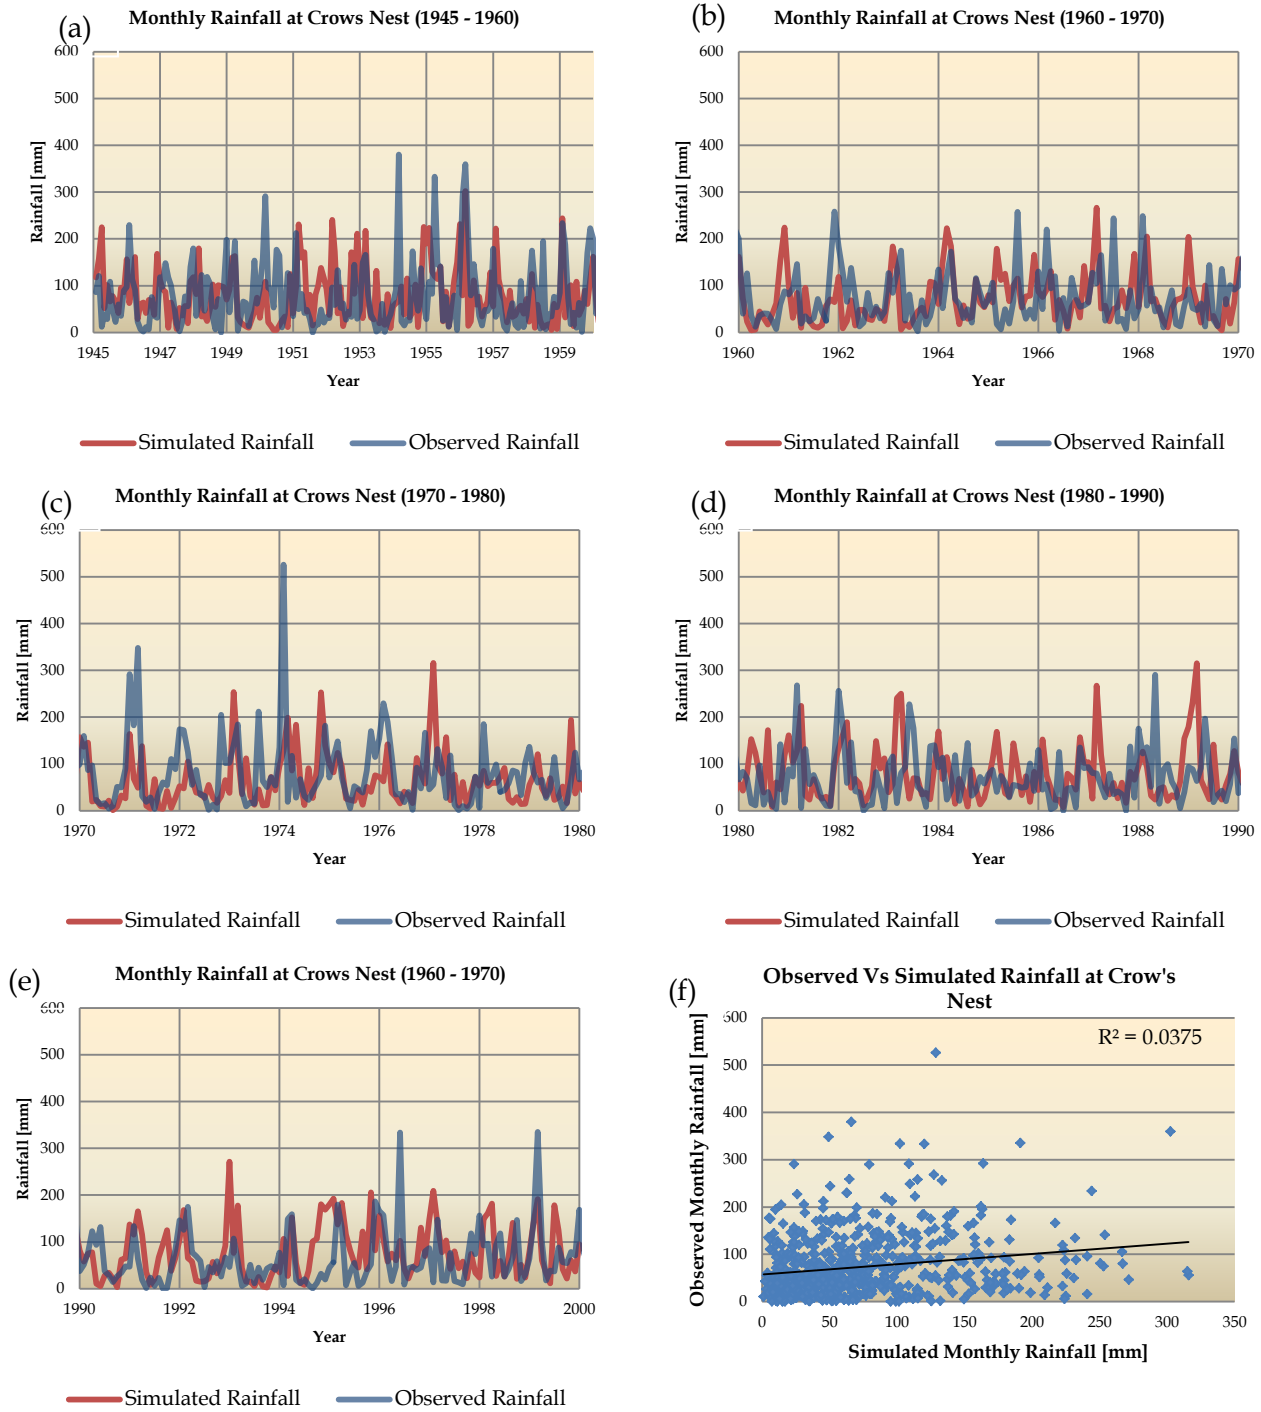 (a)
Monthly Rainfall at Crows Nest (1945 - 1960)
Rainfall [mm]
600
500
400
300
200
100
0
1945 1947 1949 1951 1953 1955 1957 1959
Year
Simulated Rainfall Observed Rainfall
(b)
Monthly Rainfall at Crows Nest (1960 - 1970)
Rainfall [mm]
600
500
400
300
200
100
0
1960 1962 1964 1966 1968 1970
Year
Simulated Rainfall Observed Rainfall
(c)
Monthly Rainfall at Crows Nest (1970 - 1980)
Rainfall [mm]
600
500
400
300
200
100
0
1970 1972 1974 1976 1978 1980
Year
Simulated Rainfall Observed Rainfall
(d)
Monthly Rainfall at Crows Nest (1980 - 1990)
Rainfall [mm]
600
500
400
300
200
100
0
1980 1982 1984 1986 1988 1990
Year
Simulated Rainfall Observed Rainfall
(e)
Monthly Rainfall at Crows Nest (1960 - 1970)
Rainfall [mm]
600
500
400
300
200
100
0
1990 1992 1994 1996 1998 2000
Year
Simulated Rainfall Observed Rainfall
(f)
Observed Vs Simulated Rainfall at Crow's
Nest
Observed Monthly Rainfall [mm]
600
500
400
300
200
100
0
R² = 0.0375
0 50 100 150 200 250 300 350
Simulated Monthly Rainfall [mm]